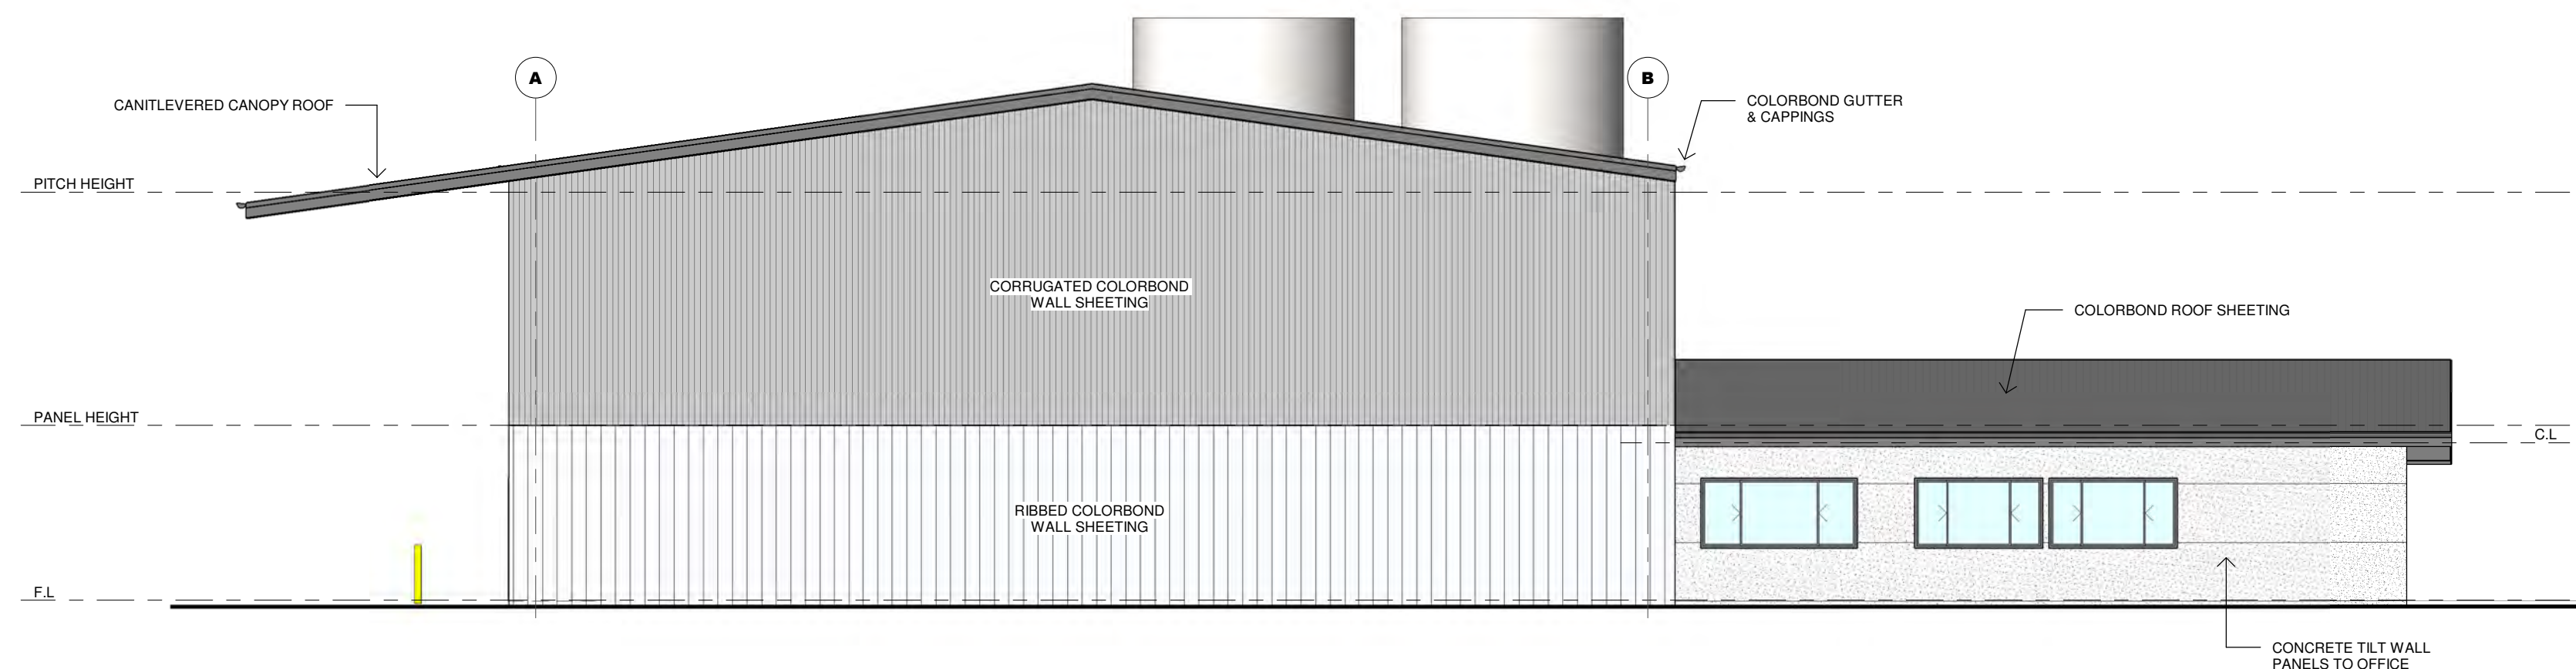 A
B
CANITLEVERED CANOPY ROOF
COLORBOND GUTTER
& CAPPINGS
PITCH HEIGHT
CORRUGATED COLORBOND
WALL SHEETING
COLORBOND ROOF SHEETING
PANEL HEIGHT
C.L
RIBBED COLORBOND
WALL SHEETING
F.L
CONCRETE TILT WALL
PANELS TO OFFICE